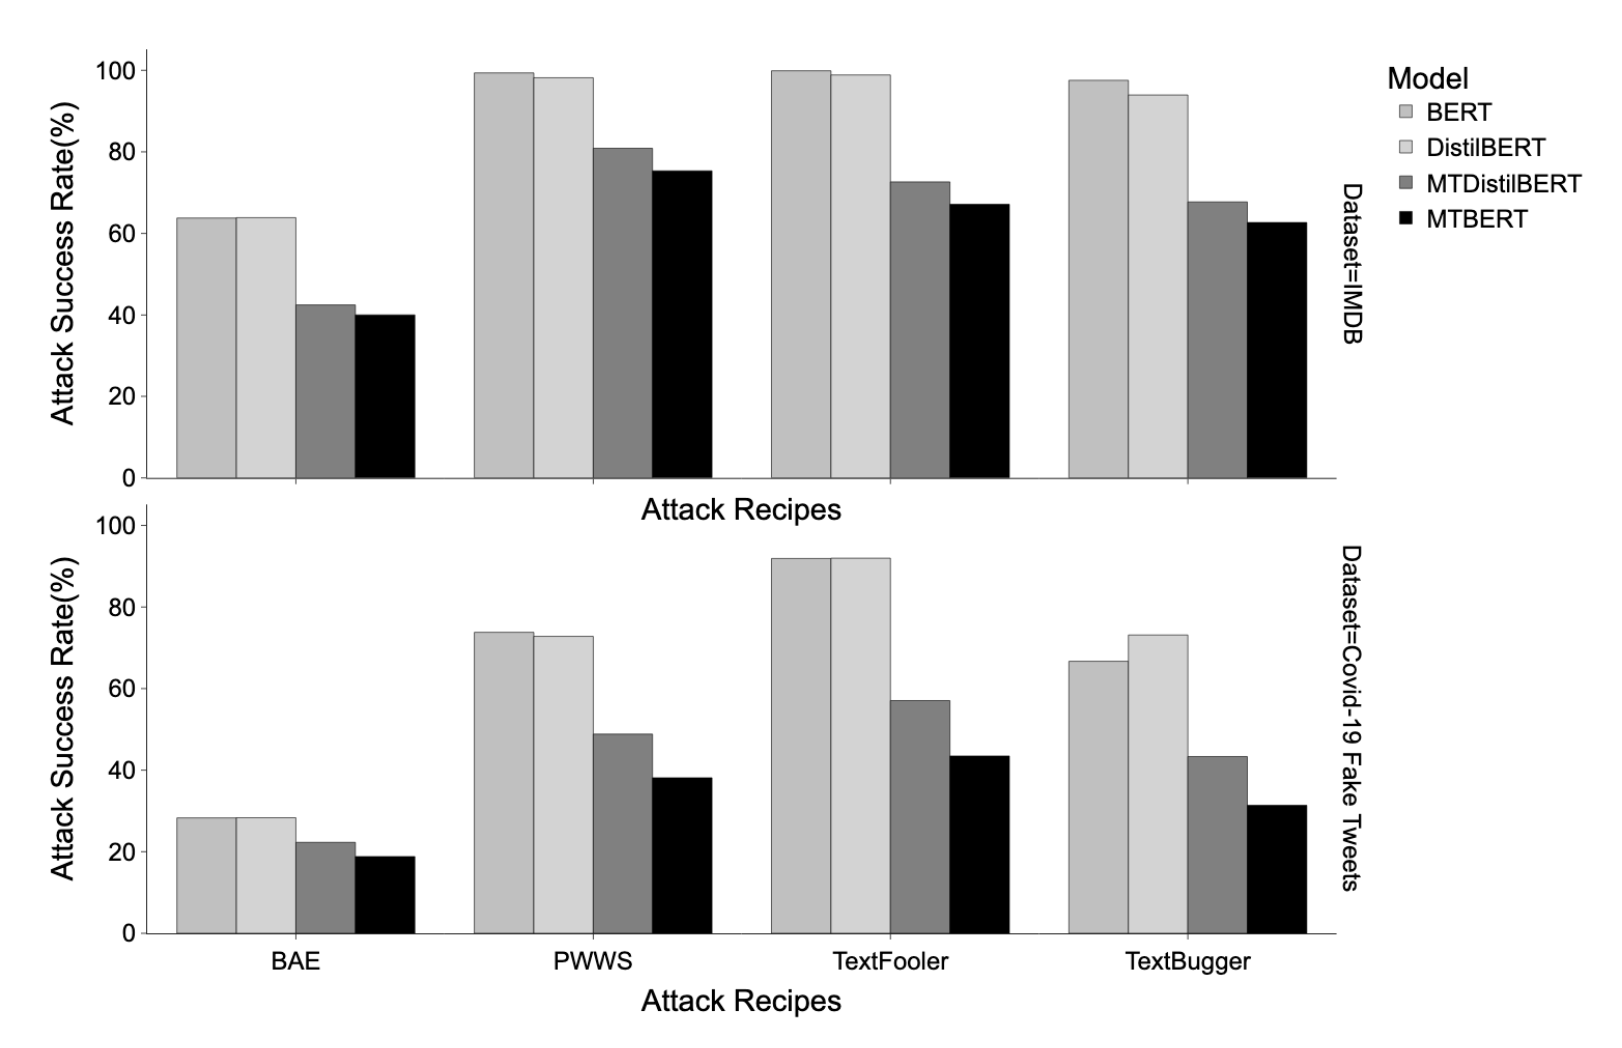 Attack Success Rate(%)
100
80
60
40
20
0
Attack Recipes
Dataset=IMDB
Model
BERT
DistilBERT
MTDistilBERT
MTBERT
Attack Success Rate(%)
100
80
60
40
20
0
BAE PWWS TextFooler TextBugger
Attack Recipes
Dataset=Covid-19 Fake Tweets